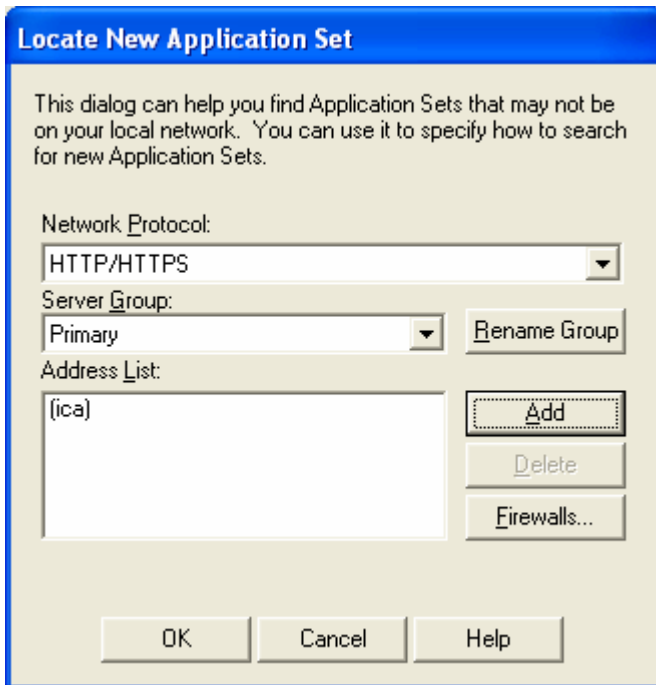 Locate New Application Set
This dialog can help you find Application Sets that may not be
on your local network. You can use it to specify how to search
for new Application Sets.
Network Protocol:
HTTP/HTTPS
Server Group:
Primary
Rename Group
Address List:
(ica)
Add
Delete
Firewalls...
OK Cancel Help